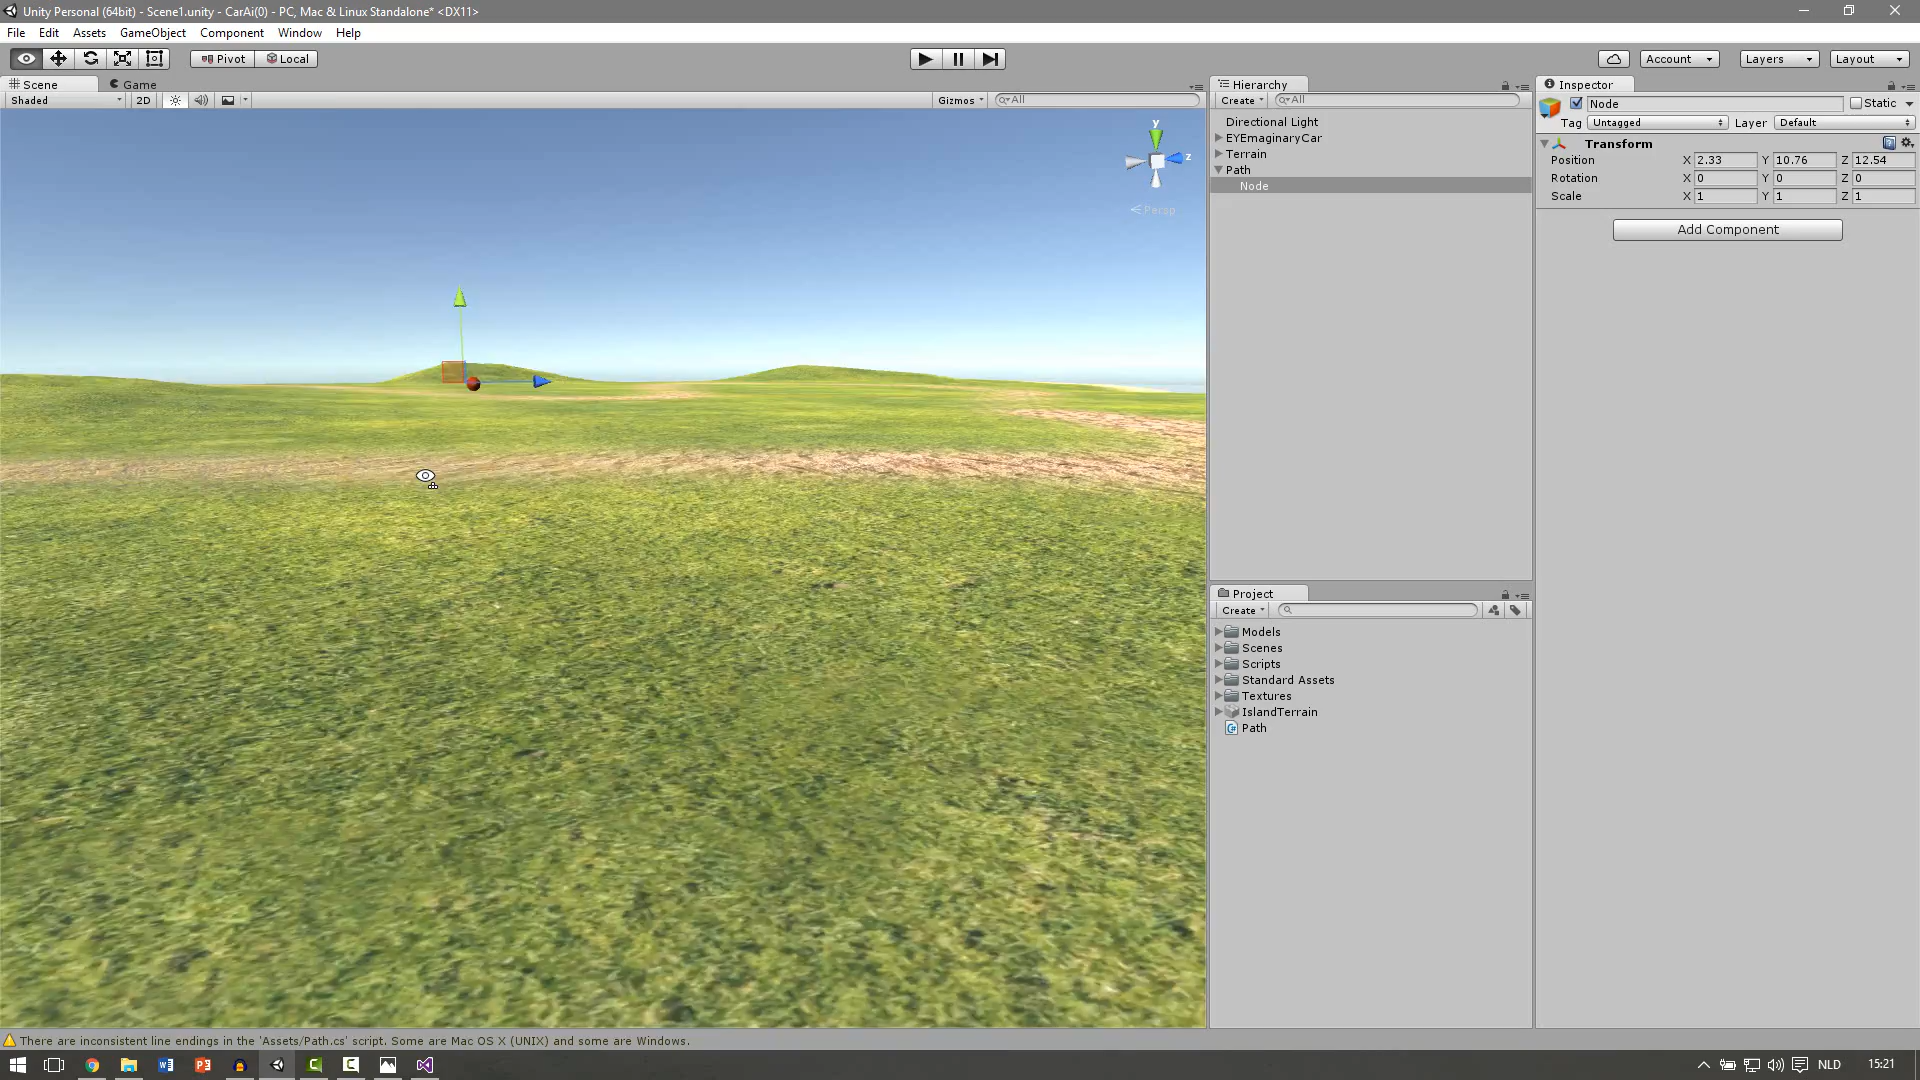 Unity Personal (64bit) - Scene1.unity - CarAi(0) - PC, Mac & Linux Standalone* <DX11>
File Edit Assets GameObject Component Window Help
Pivot Local Account Layers Layout
Scene Game
Shaded 2D Gizmos All
y
z
Persp
Hierarchy
Create All
Directional Light
EYEmaginaryCar
Terrain
Path
Node
Project
Create
Models
Scenes
Scripts
Standard Assets
Textures
IslandTerrain
Path
Inspector
Node Static
Tag Untagged Layer Default
Transform
Position X 2.33 Y 10.76 Z 12.54
Rotation X 0 Y 0 Z 0
Scale X 1 Y 1 Z 1
Add Component
There are inconsistent line endings in the 'Assets/Path.cs' script. Some are Mac OS X (UNIX) and some are Windows.
NLD 15:21